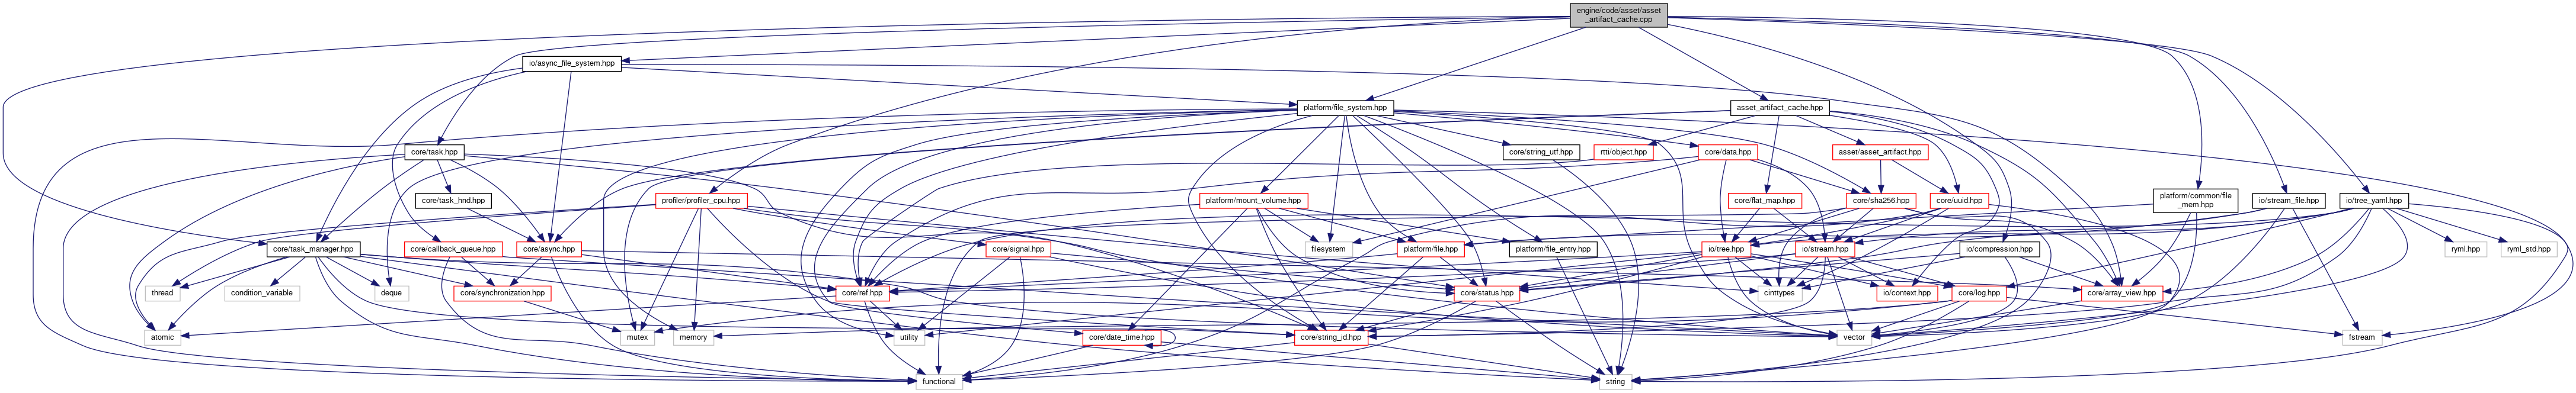 engine/code/asset/asset
_artifact_cache.cpp
io/async_file_system.hpp
platform/file_system.hpp
asset_artifact_cache.hpp
core/task.hpp
core/string_utf.hpp
rtti/object.hpp
core/data.hpp
asset/asset_artifact.hpp
core/task_hnd.hpp
profiler/profiler_cpu.hpp
platform/mount_volume.hpp
core/flat_map.hpp
core/sha256.hpp
core/uuid.hpp
platform/common/file
_mem.hpp
io/stream_file.hpp
io/tree_yaml.hpp
core/task_manager.hpp
core/callback_queue.hpp
core/async.hpp
core/signal.hpp
filesystem
platform/file.hpp
platform/file_entry.hpp
io/tree.hpp
io/stream.hpp
io/compression.hpp
ryml.hpp
ryml_std.hpp
thread
condition_variable
deque
core/synchronization.hpp
core/ref.hpp
core/status.hpp
cinttypes
io/context.hpp
core/log.hpp
core/array_view.hpp
atomic
mutex
memory
utility
core/date_time.hpp
core/string_id.hpp
vector
fstream
functional
string